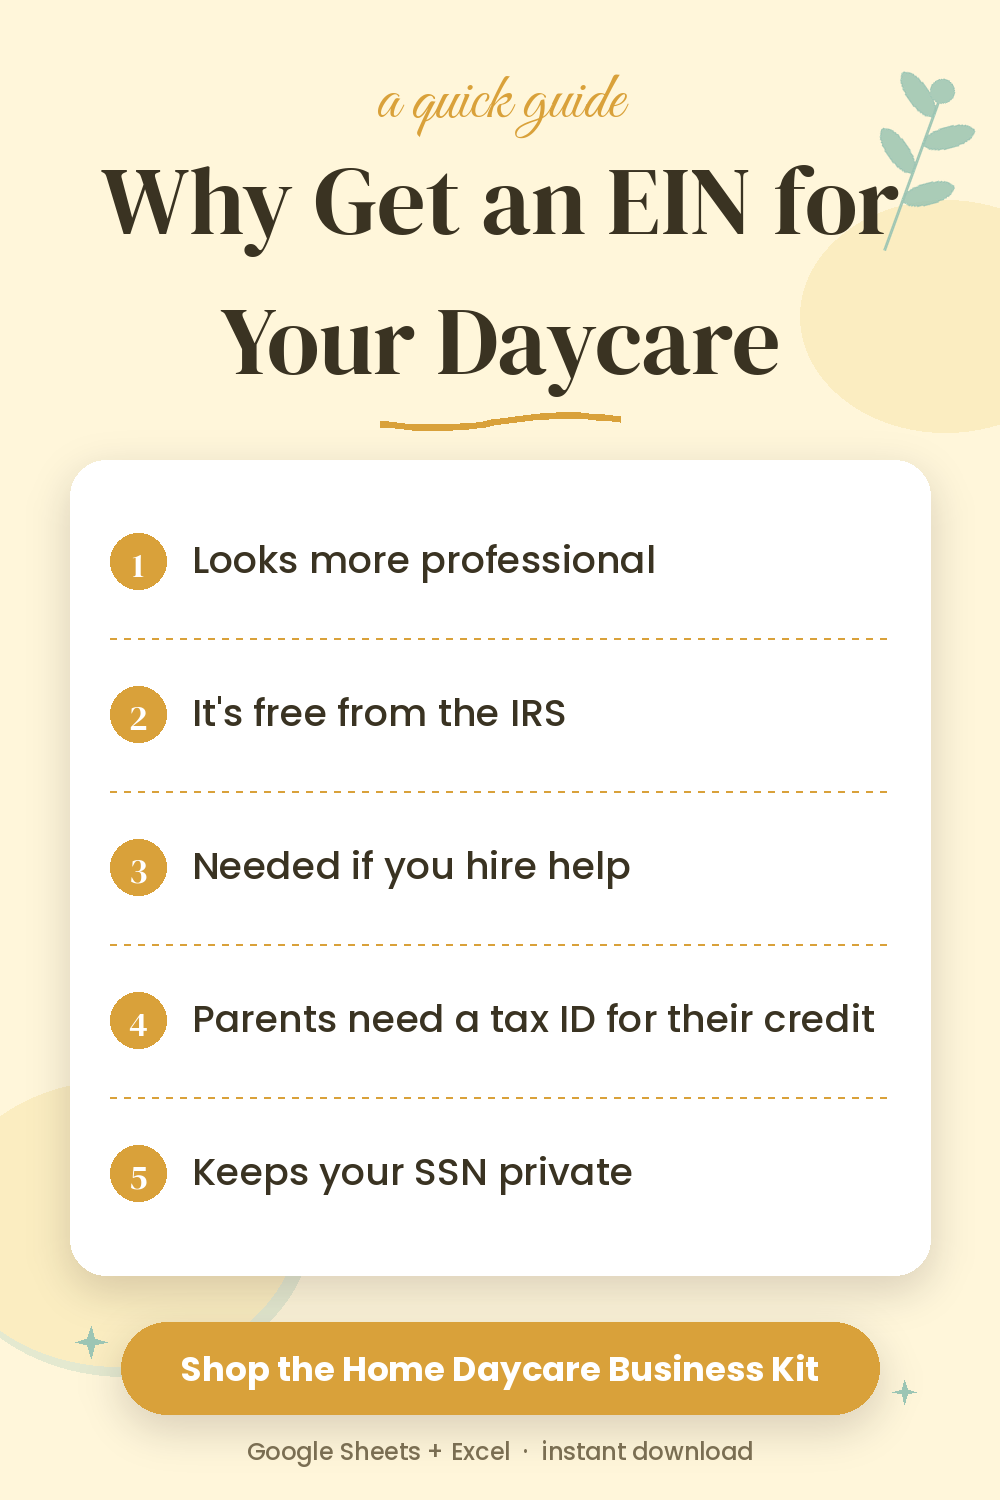 a quick guide
Why Get an EIN for
Your Daycare
1 Looks more professional
2 It's free from the IRS
3 Needed if you hire help
4 Parents need a tax ID for their credit
5 Keeps your SSN private
Shop the Home Daycare Business Kit
Google Sheets + Excel · instant download